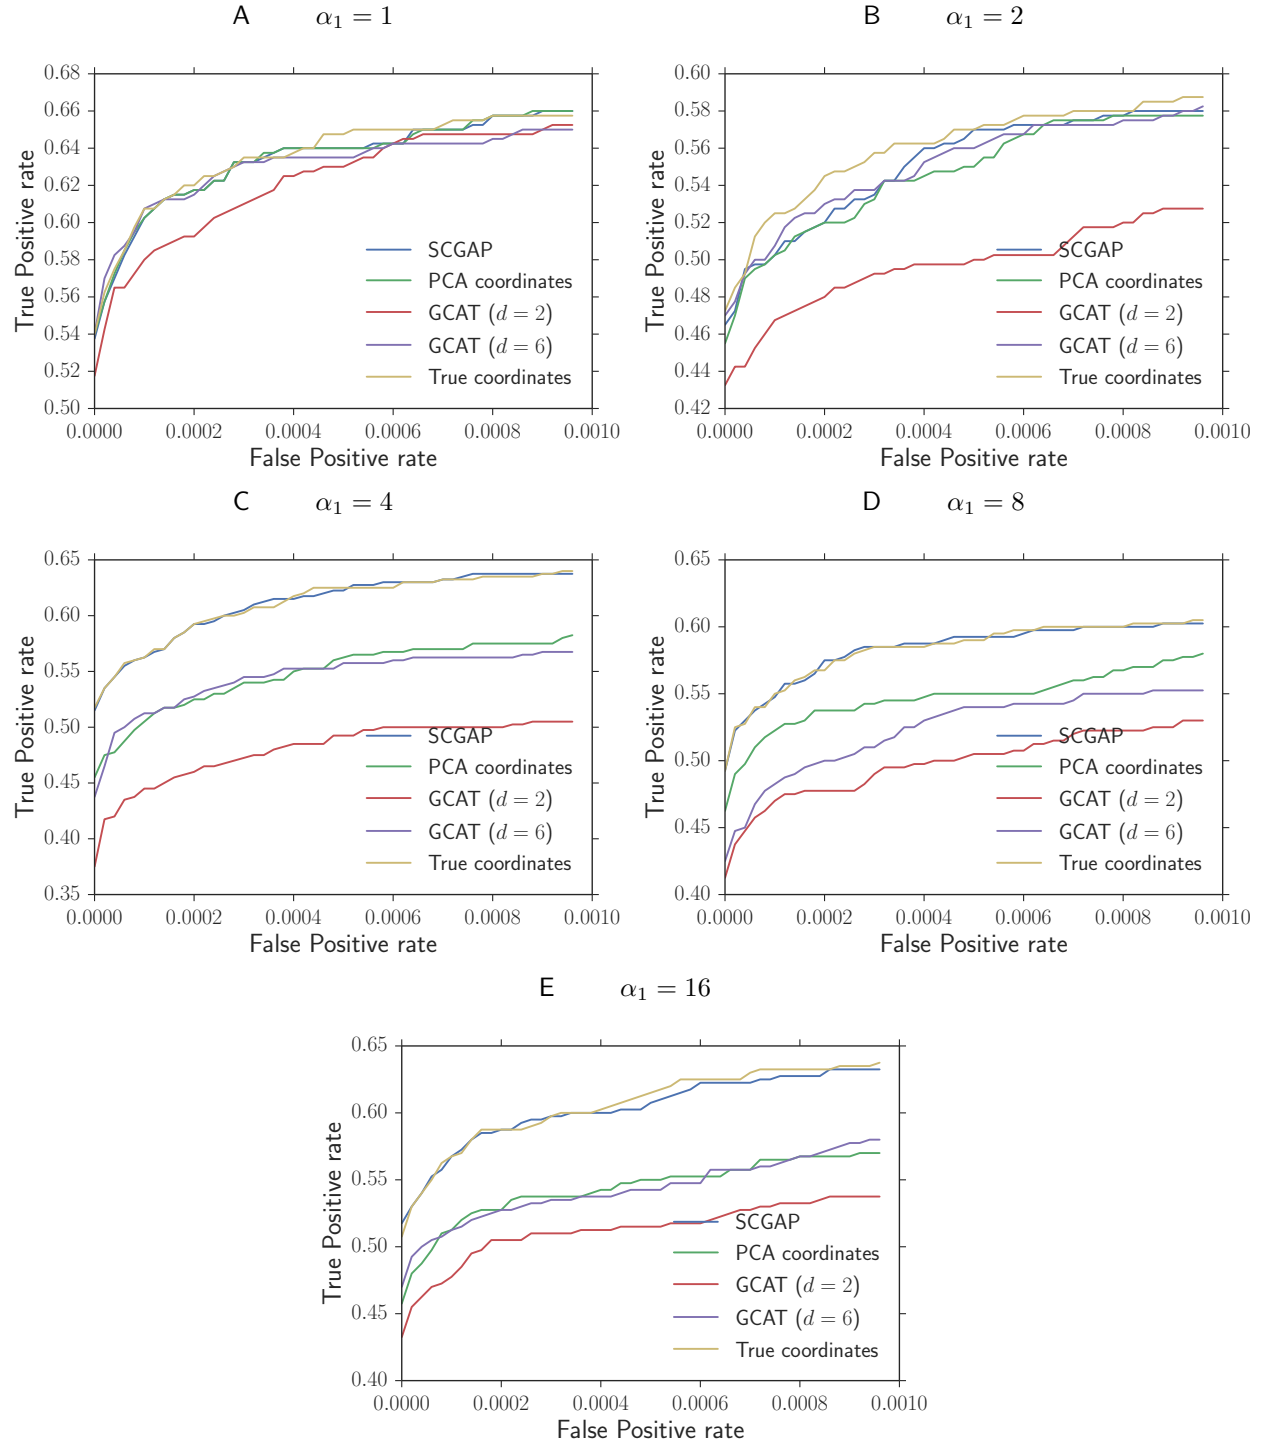 A α₁ = 1
0.68
0.66
0.64
0.62
0.60
0.58
0.56
0.54
0.52
0.50
True Positive rate
SCGAP
PCA coordinates
GCAT (d = 2)
GCAT (d = 6)
True coordinates
0.0000 0.0002 0.0004 0.0006 0.0008 0.0010
False Positive rate
B α₁ = 2
0.60
0.58
0.56
0.54
0.52
0.50
0.48
0.46
0.44
0.42
True Positive rate
SCGAP
PCA coordinates
GCAT (d = 2)
GCAT (d = 6)
True coordinates
0.0000 0.0002 0.0004 0.0006 0.0008 0.0010
False Positive rate
C α₁ = 4
0.65
0.60
0.55
0.50
0.45
0.40
0.35
True Positive rate
SCGAP
PCA coordinates
GCAT (d = 2)
GCAT (d = 6)
True coordinates
0.0000 0.0002 0.0004 0.0006 0.0008 0.0010
False Positive rate
D α₁ = 8
0.65
0.60
0.55
0.50
0.45
0.40
True Positive rate
SCGAP
PCA coordinates
GCAT (d = 2)
GCAT (d = 6)
True coordinates
0.0000 0.0002 0.0004 0.0006 0.0008 0.0010
False Positive rate
E α₁ = 16
0.65
0.60
0.55
0.50
0.45
0.40
True Positive rate
SCGAP
PCA coordinates
GCAT (d = 2)
GCAT (d = 6)
True coordinates
0.0000 0.0002 0.0004 0.0006 0.0008 0.0010
False Positive rate